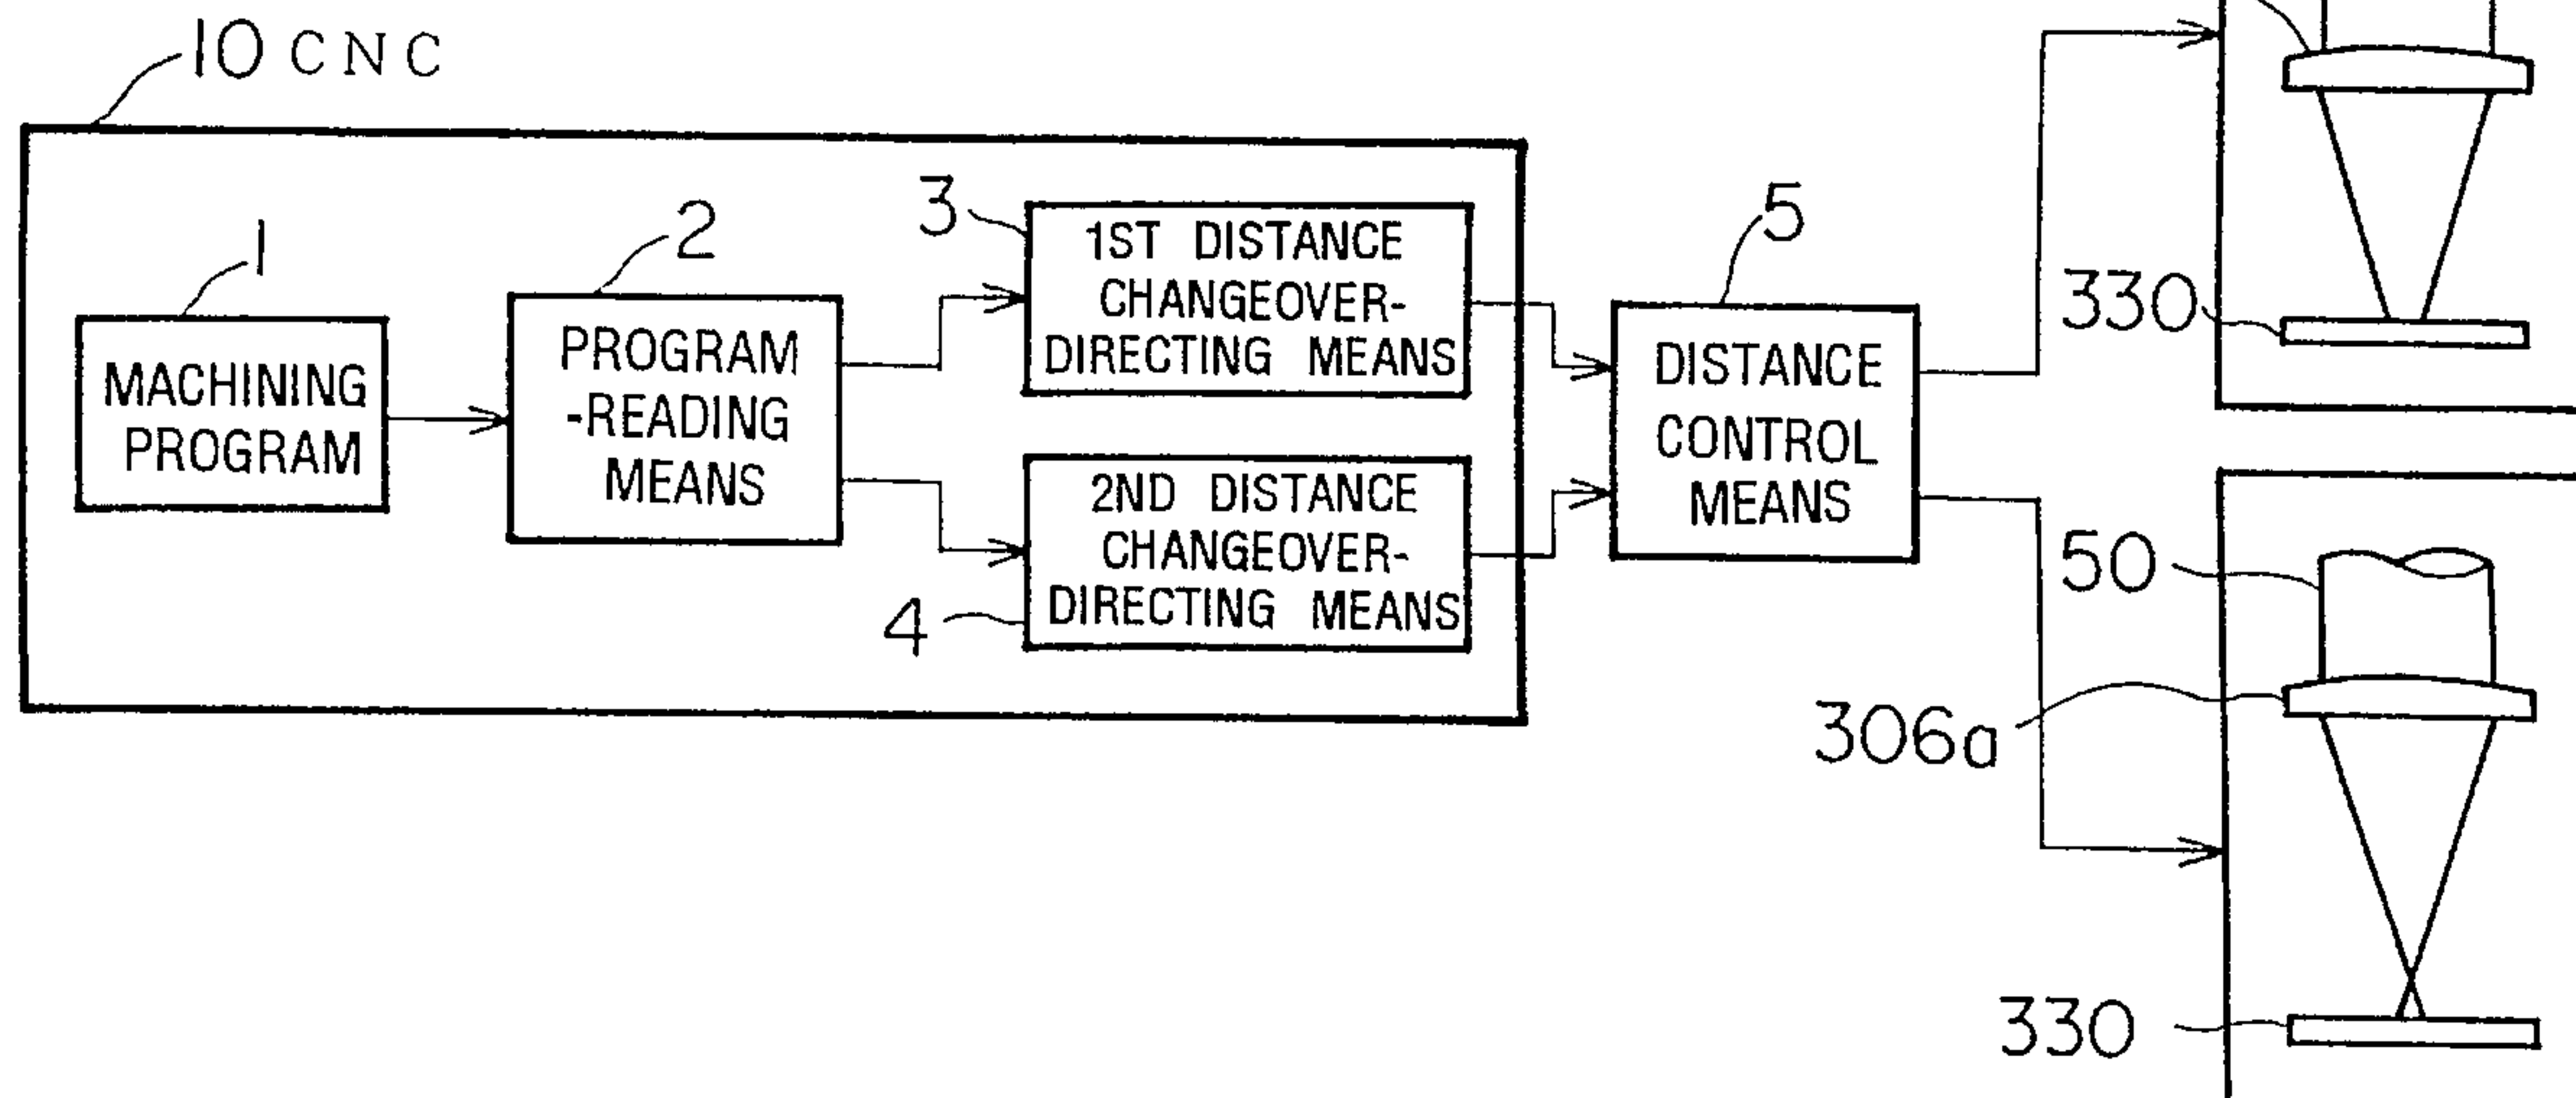 10 CNC
1
MACHINING
PROGRAM
2
PROGRAM
-READING
MEANS
3
1ST DISTANCE
CHANGEOVER-
DIRECTING MEANS
4
2ND DISTANCE
CHANGEOVER-
DIRECTING MEANS
5
DISTANCE
CONTROL
MEANS
330
50
306a
330